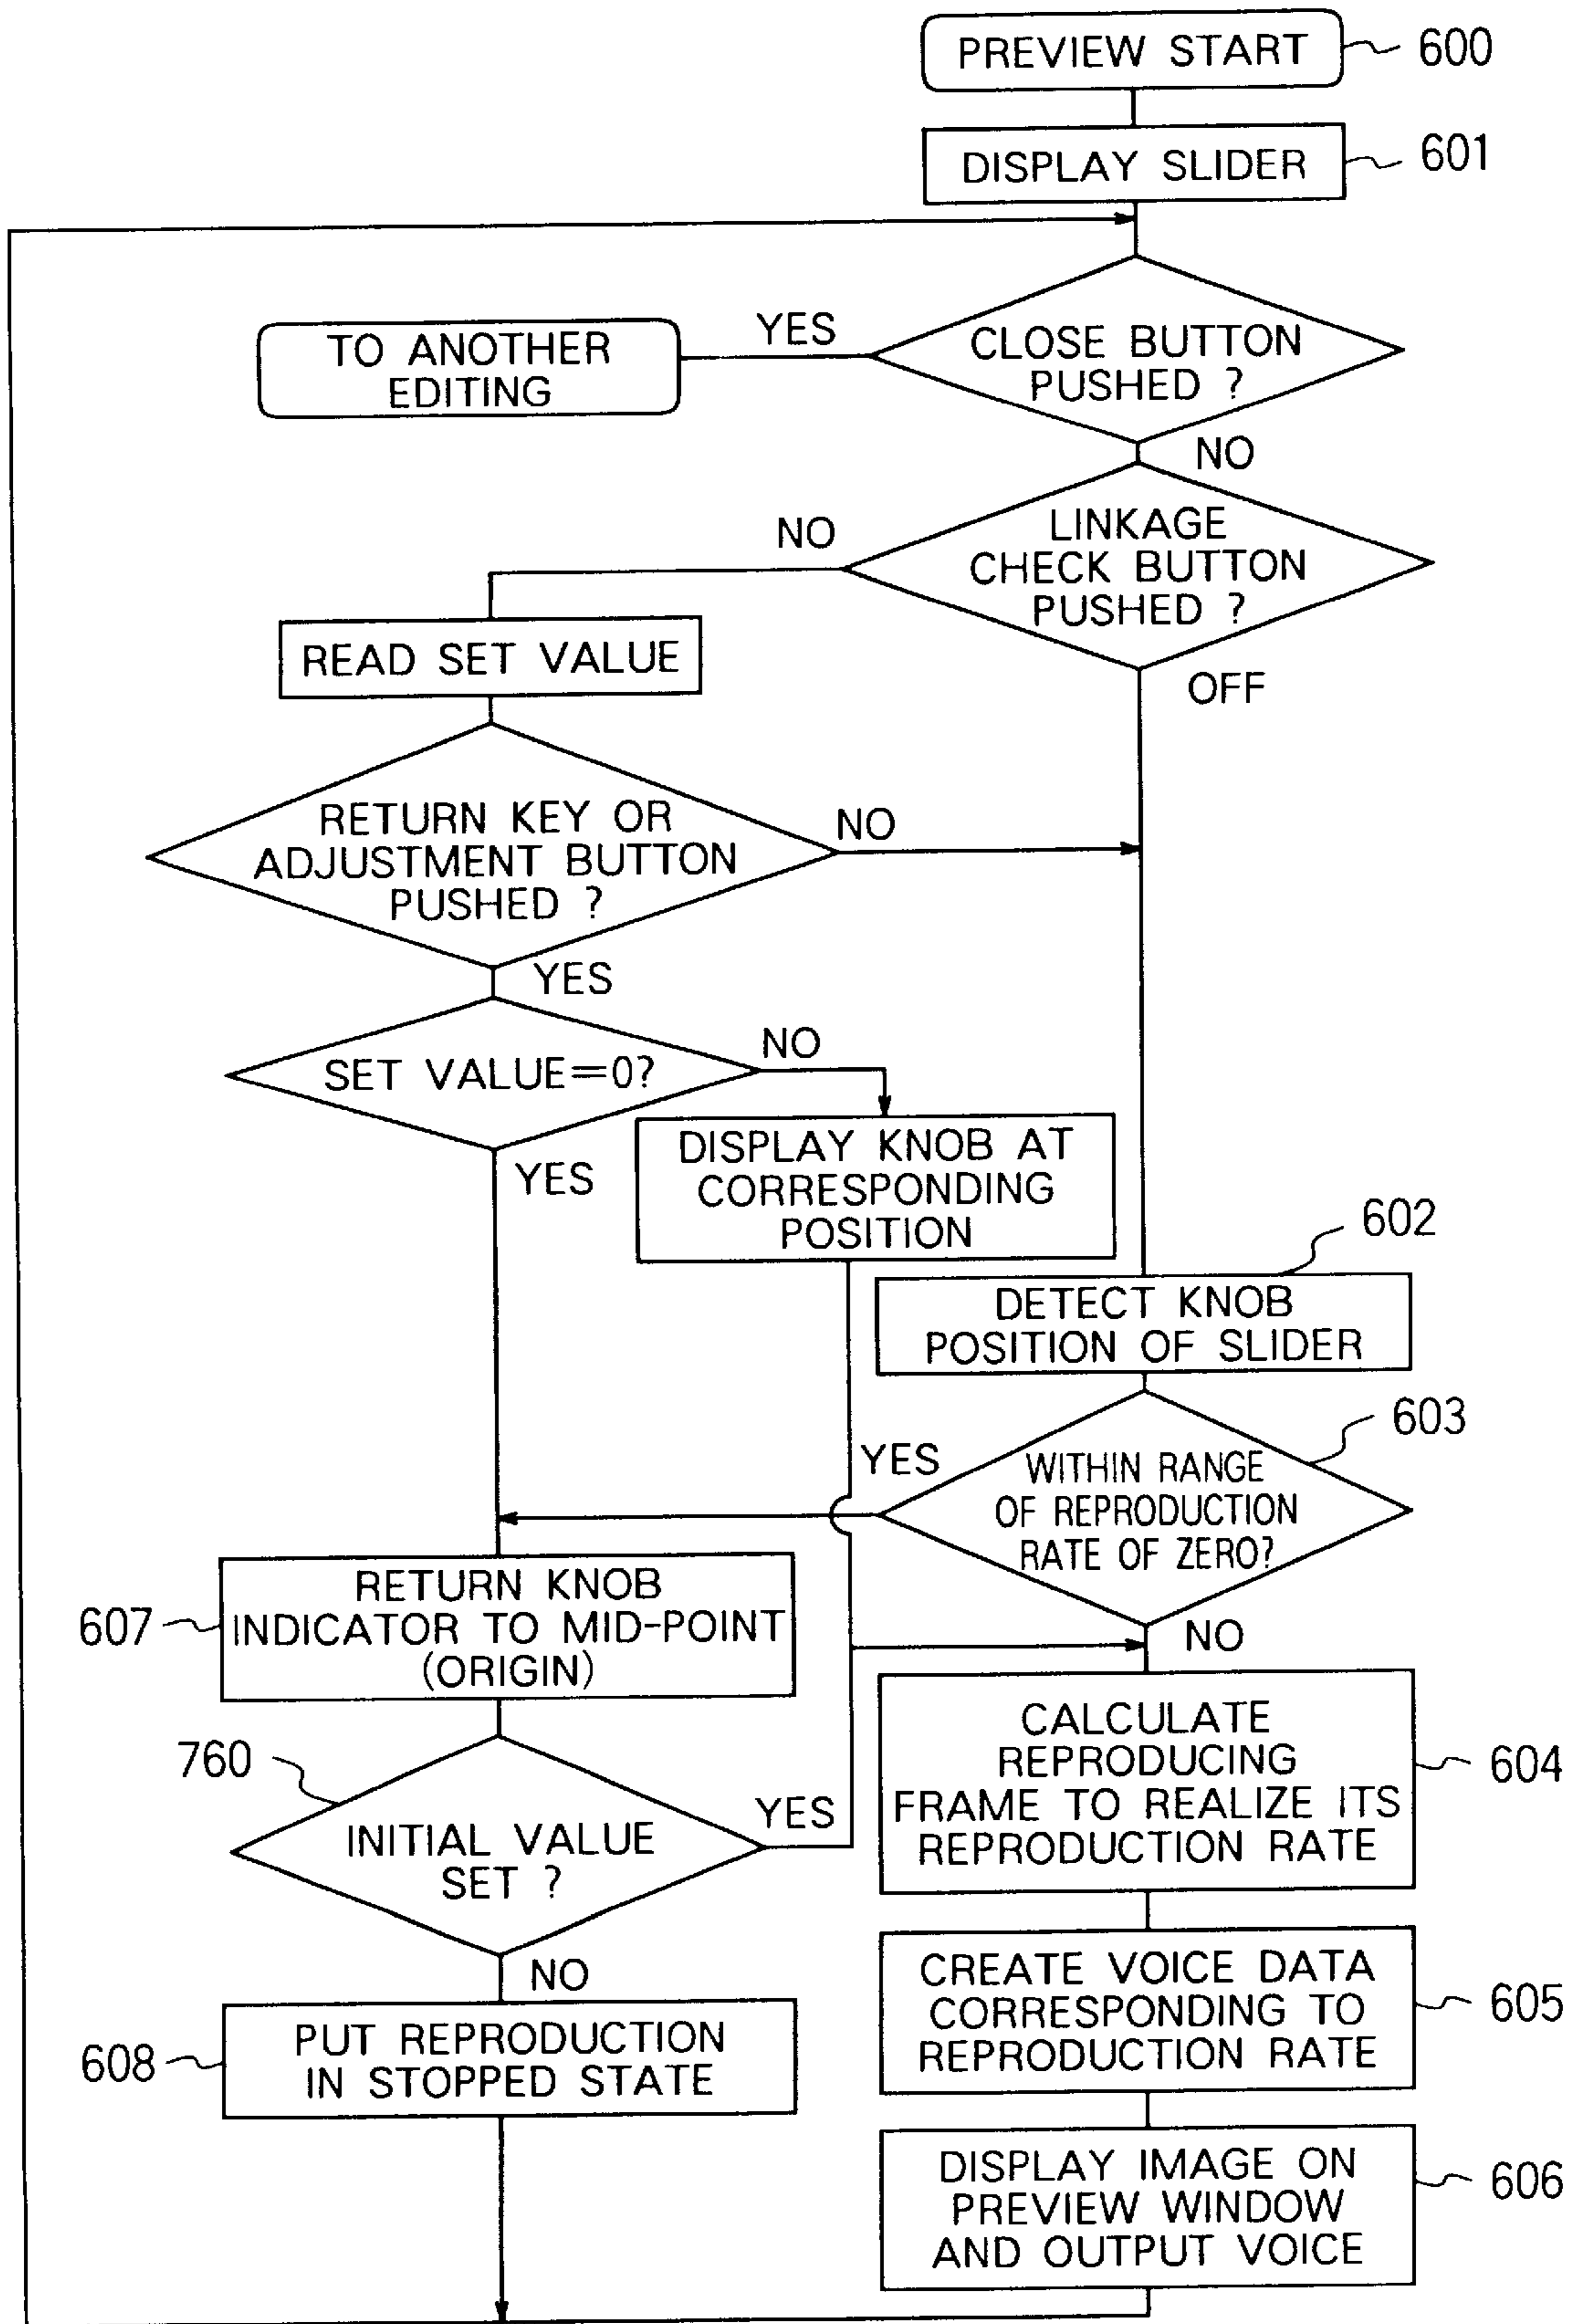 PREVIEW START
600
DISPLAY SLIDER
601
CLOSE BUTTON
PUSHED ?
YES
TO ANOTHER
EDITING
NO
LINKAGE
CHECK BUTTON
PUSHED ?
NO
OFF
READ SET VALUE
RETURN KEY OR
ADJUSTMENT BUTTON
PUSHED ?
NO
YES
SET VALUE=0?
NO
YES
DISPLAY KNOB AT
CORRESPONDING
POSITION
602
DETECT KNOB
POSITION OF SLIDER
603
YES
WITHIN RANGE
OF REPRODUCTION
RATE OF ZERO?
NO
607
RETURN KNOB
INDICATOR TO MID-POINT
(ORIGIN)
760
INITIAL VALUE
SET ?
YES
NO
608
PUT REPRODUCTION
IN STOPPED STATE
CALCULATE
REPRODUCING
FRAME TO REALIZE ITS
REPRODUCTION RATE
604
CREATE VOICE DATA
CORRESPONDING TO
REPRODUCTION RATE
605
DISPLAY IMAGE ON
PREVIEW WINDOW
AND OUTPUT VOICE
606